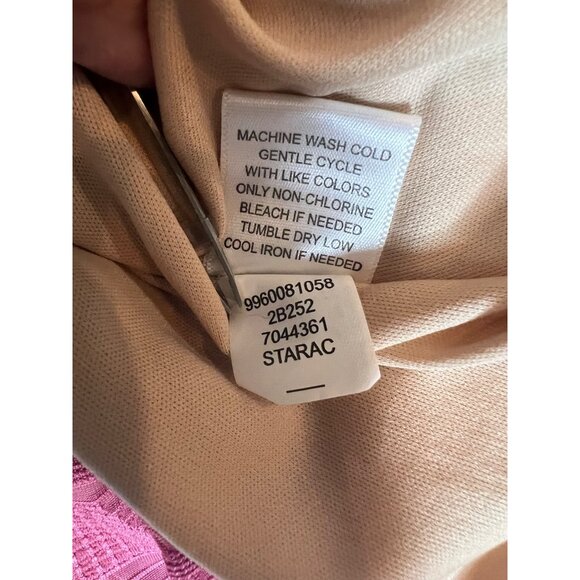 MACHINE WASH COLD
GENTLE CYCLE
WITH LIKE COLORS
ONLY NON-CHLORINE
BLEACH IF NEEDED
TUMBLE DRY LOW
COOL IRON IF NEEDED
9960081058
2B252
7044361
STARAC